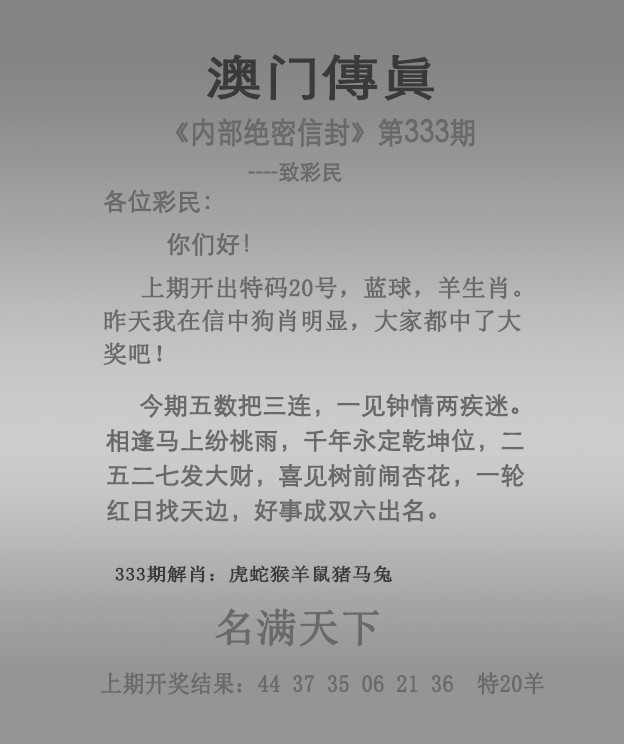 澳门傳眞
《内部绝密信封》第333期
----致彩民
各位彩民：
你们好！
上期开出特码20号，蓝球，羊生肖。
昨天我在信中狗肖明显，大家都中了大
奖吧！
今期五数把三连，一见钟情两疾迷。
相逢马上纷桃雨，千年永定乾坤位，二
五二七发大财，喜见树前闹杏花，一轮
红日找天边，好事成双六出名。
333期解肖：虎蛇猴羊鼠猪马兔
名满天下
上期开奖结果：44 37 35 06 21 36 特20羊